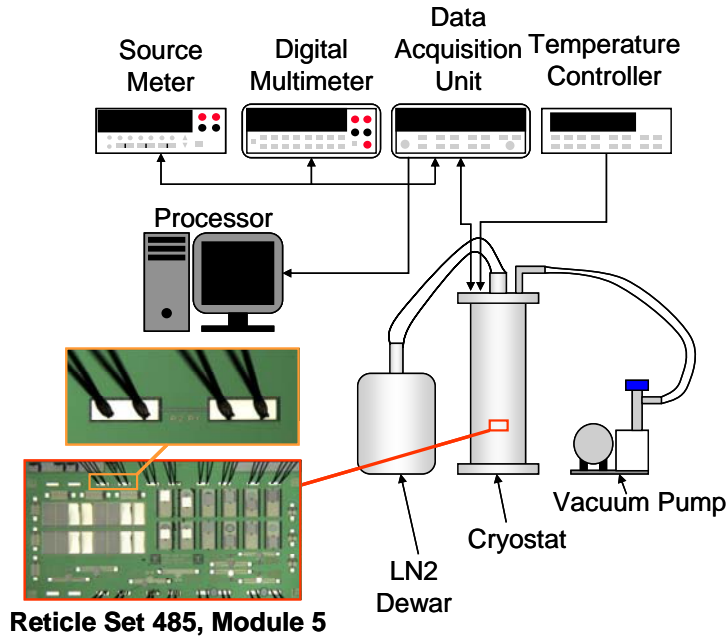 Source
Meter
Digital
Multimeter
Data
Acquisition
Unit
Temperature
Controller
Processor
Vacuum Pump
Cryostat
LN2
Dewar
Reticle Set 485, Module 5